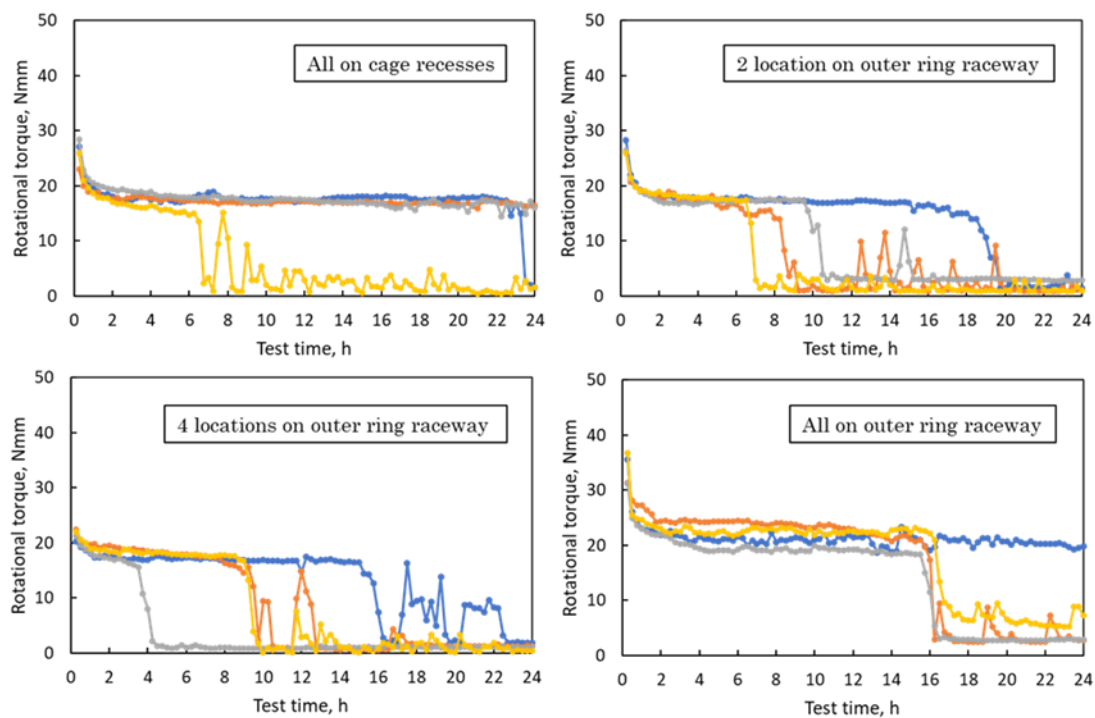 50
40
30
20
10
0
Rotational torque, Nmm
All on cage recesses
0 2 4 6 8 10 12 14 16 18 20 22 24
Test time, h
50
40
30
20
10
0
Rotational torque, Nmm
2 location on outer ring raceway
0 2 4 6 8 10 12 14 16 18 20 22 24
Test time, h
50
40
30
20
10
0
Rotational torque, Nmm
4 locations on outer ring raceway
0 2 4 6 8 10 12 14 16 18 20 22 24
Test time, h
50
40
30
20
10
0
Rotational torque, Nmm
All on outer ring raceway
0 2 4 6 8 10 12 14 16 18 20 22 24
Test time, h